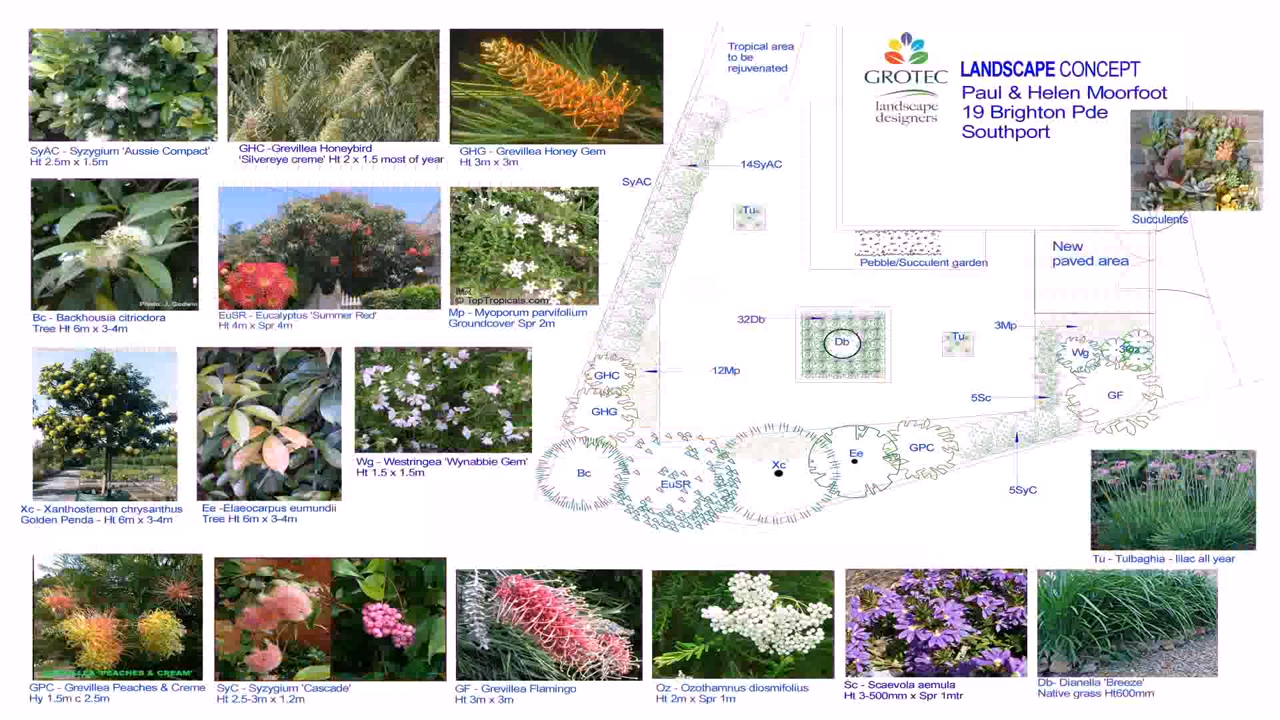 Tropical area
to be
rejuvenated
GROTEC
landscape
designers
LANDSCAPE CONCEPT
Paul & Helen Moorfoot
19 Brighton Pde
Southport
SyAC - Syzygium 'Aussie Compact'
Ht 2.5m x 1.5m
GHC -Grevillea Honeybird
'Silvereye creme' Ht 2 x 1.5 most of year
GHG - Grevillea Honey Gem
Ht 3m x 3m
SyAC
14SyAC
Tu
Succulents
Pebble/Succulent garden
New
paved area
Photo: J. Godwin
Bc - Backhousia citriodora
Tree Ht 6m x 3-4m
EuSR - Eucalyptus 'Summer Red'
Ht 4m x Spr 4m
© TopTropicals.com
Mp - Myoporum parvifolium
Groundcover Spr 2m
32Db
Db
Tu
3Mp
Wg
GHC
12Mp
GHG
5Sc
GF
Bc
EuSR
Xc
Ee
GPC
5SyC
Xc - Xanthostemon chrysanthus
Golden Penda - Ht 6m x 3-4m
Ee -Elaeocarpus eumundii
Tree Ht 6m x 3-4m
Wg - Westringea 'Wynabbie Gem'
Ht 1.5 x 1.5m
Tu - Tulbaghia - lilac all year
'PEACHES & CREAM'
GPC - Grevillea Peaches & Creme
Hy 1.5m c 2.5m
SyC - Syzygium 'Cascade'
Ht 2.5-3m x 1.2m
GF - Grevillea Flamingo
Ht 3m x 3m
Oz - Ozothamnus diosmifolius
Ht 2m x Spr 1m
Sc - Scaevola aemula
Ht 3-500mm x Spr 1mtr
Db- Dianella 'Breeze'
Native grass Ht600mm